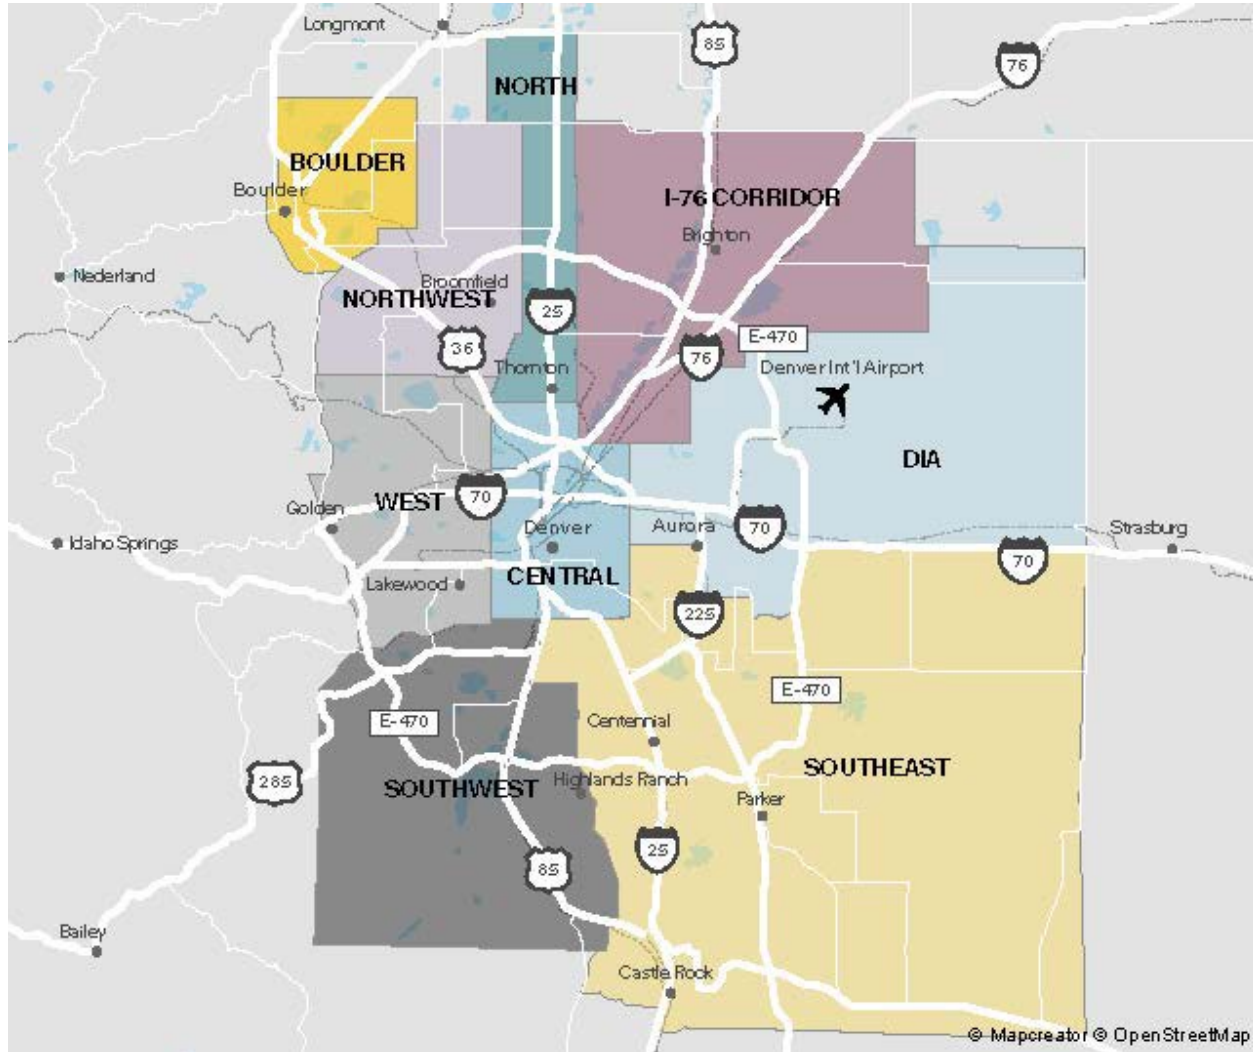 Longmont
85
76
NORTH
BOULDER
Boulder
I-76 CORRIDOR
Brighton
Nederland
Broomfield
NORTHWEST
25
36
E-470
76
Thornton
Denver Int'l Airport
DIA
WEST
70
Golden
Denver
Aurora
70
Strasburg
Idaho Springs
70
Lakewood
CENTRAL
225
E-470
E-470
Centennial
285
SOUTHWEST
Highlands Ranch
SOUTHEAST
Parker
25
85
Bailey
Castle Rock
© Mapcreator © OpenStreetMap